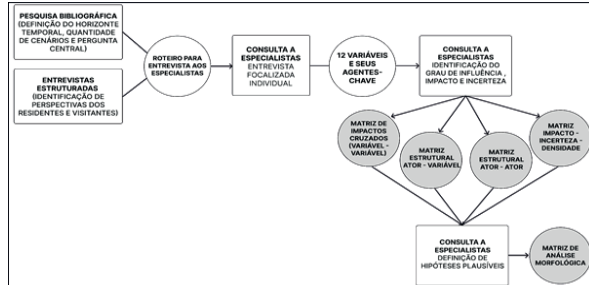 PESQUISA BIBLIOGRÁFICA
(DEFINIÇÃO DO HORIZONTE
TEMPORAL, QUANTIDADE
DE CENÁRIOS E PERGUNTA
CENTRAL)
ENTREVISTAS
ESTRUTURADAS
(IDENTIFICAÇÃO DE
PERSPECTIVAS DOS
RESIDENTES E VISITANTES)
ROTEIRO PARA
ENTREVISTA AOS
ESPECIALISTAS
CONSULTA A
ESPECIALISTAS
ENTREVISTA
FOCALIZADA
INDIVIDUAL
12 VARIÁVEIS
E SEUS
AGENTES-
CHAVE
CONSULTA A
ESPECIALISTAS
IDENTIFICAÇÃO DO
GRAU DE INFLUÊNCIA ,
IMPACTO E INCERTEZA
MATRIZ DE
IMPACTOS
CRUZADOS
(VARIÁVEL -
VARIÁVEL)
MATRIZ
ESTRUTURAL
ATOR - VARIÁVEL
MATRIZ
ESTRUTURAL
ATOR - ATOR
MATRIZ
IMPACTO -
INCERTEZA -
DENSIDADE
CONSULTA A
ESPECIALISTAS
DEFINIÇÃO DE
HIPÓTESES PLAUSÍVEIS
MATRIZ DE
ANÁLISE
MORFOLÓGICA